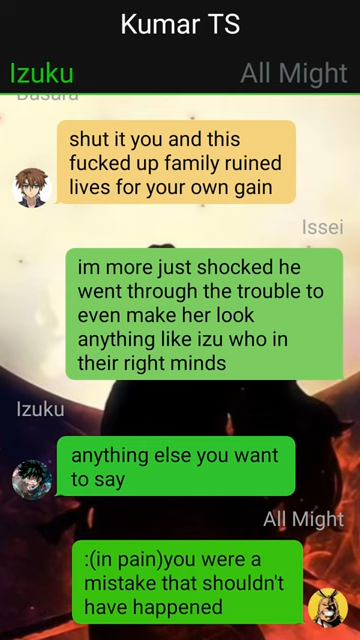 Kumar TS
Izuku
All Might
Basara
shut it you and this
fucked up family ruined
lives for your own gain
Issei
im more just shocked he
went through the trouble to
even make her look
anything like izu who in
their right minds
Izuku
anything else you want
to say
All Might
:(in pain)you were a
mistake that shouldn't
have happened